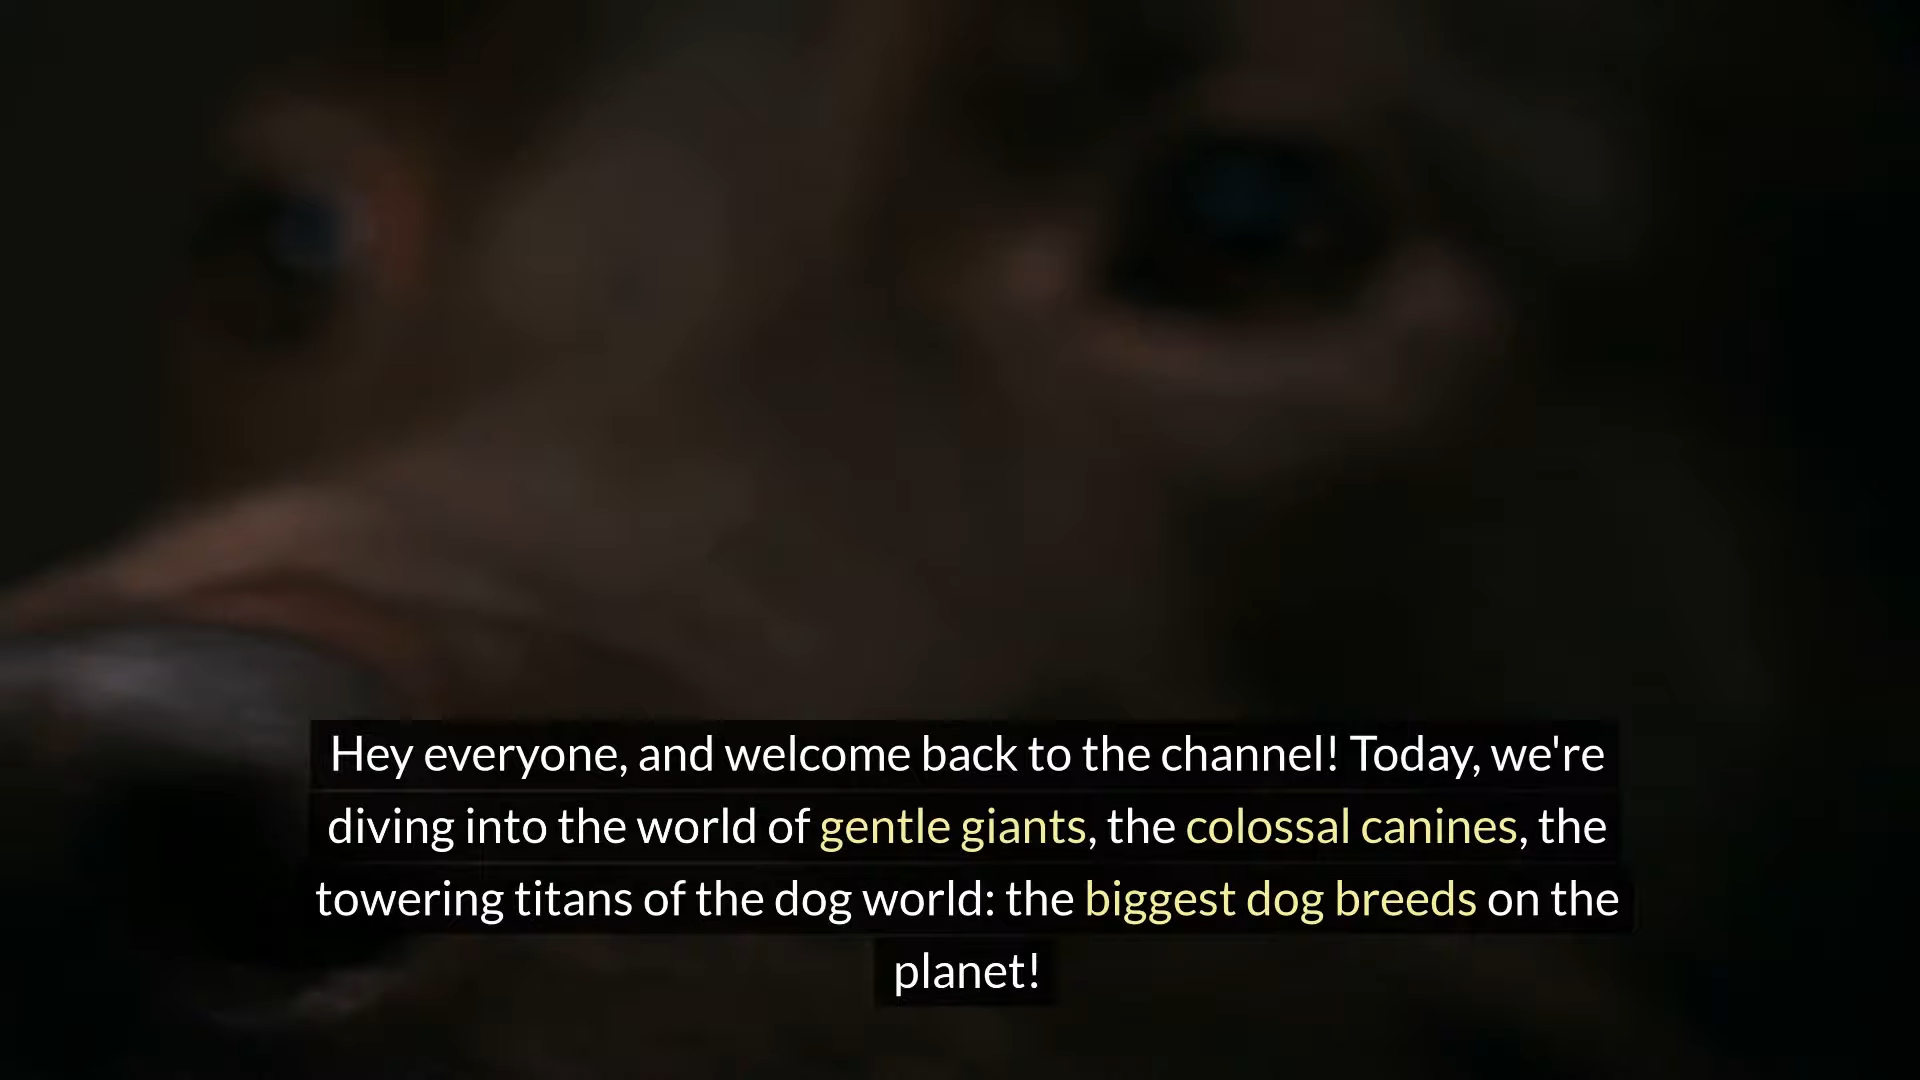 Hey everyone, and welcome back to the channel! Today, we're
diving into the world of gentle giants, the colossal canines, the
towering titans of the dog world: the biggest dog breeds on the
planet!